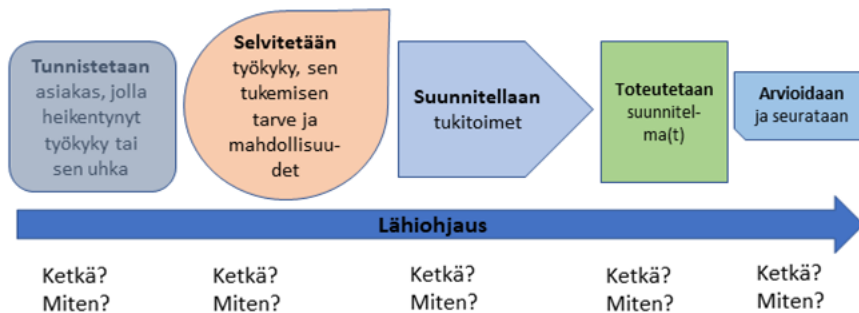 Tunnistetaan
asiakas, jolla
heikentynyt
työkyky tai
sen uhka
Selvitetään
työkyky, sen
tukemisen
tarve ja
mahdollisuu-
det
Suunnitellaan
tukitoimet
Toteutetaan
suunnitel-
ma(t)
Arvioidaan
ja seurataan
Lähiohjaus
Ketkä?
Miten?
Ketkä?
Miten?
Ketkä?
Miten?
Ketkä?
Miten?
Ketkä?
Miten?